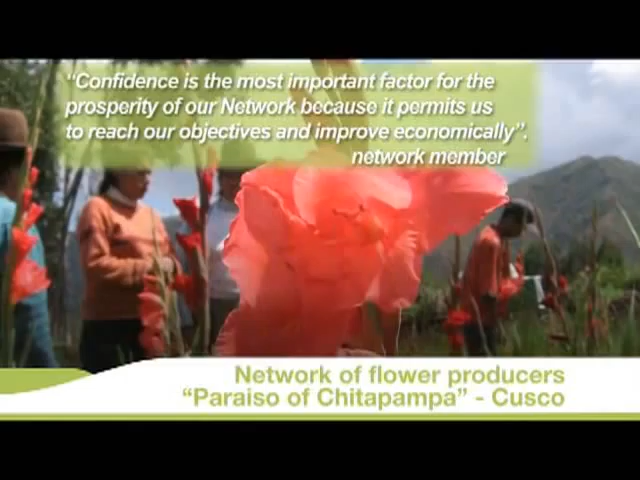 “Confidence is the most important factor for the
prosperity of our Network because it permits us
to reach our objectives and improve economically”.
network member
Network of flower producers
“Paraiso of Chitapampa” - Cusco